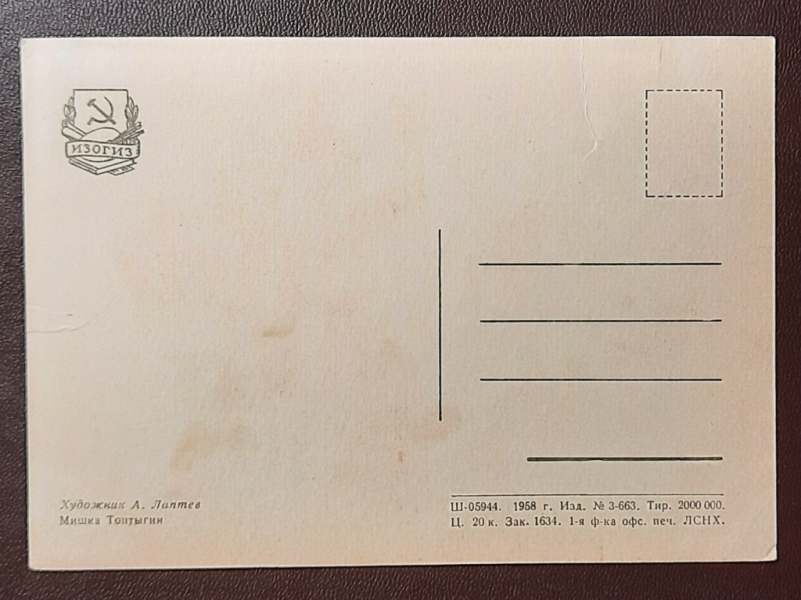 ИЗОГИЗ
Художник А. Лаптев
Мишка Топтыгин
Ш-05944. 1958 г. Изд. № 3-663. Тир. 2000 000.
Ц. 20 к. Зак. 1634. 1-я ф-ка офс. печ. ЛСНХ.